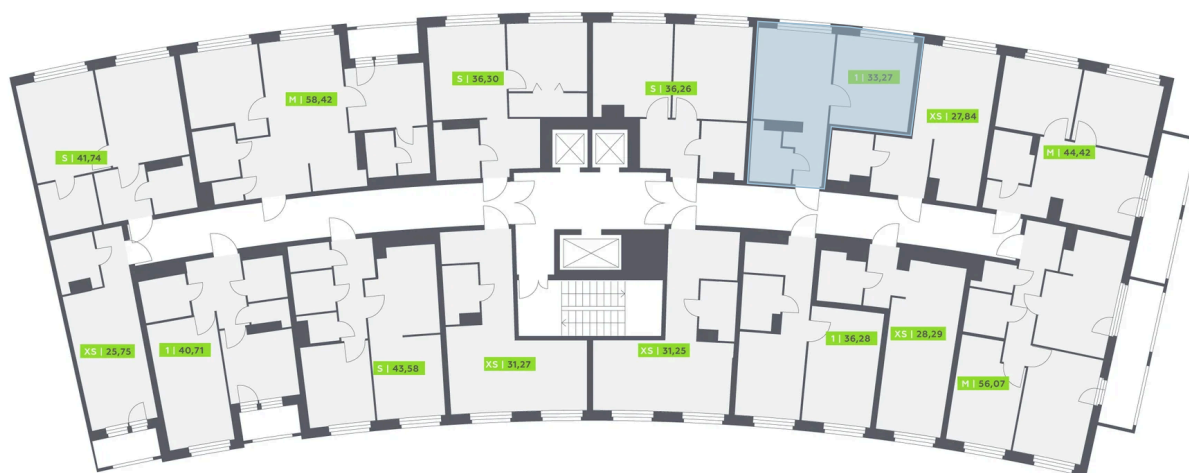 S | 36,30
S | 36,26
1 | 33,27
M | 58,42
XS | 27,84
S | 41,74
M | 44,42
XS | 25,75
1 | 40,71
S | 43,58
XS | 31,27
XS | 31,25
1 | 36,28
XS | 28,29
M | 56,07